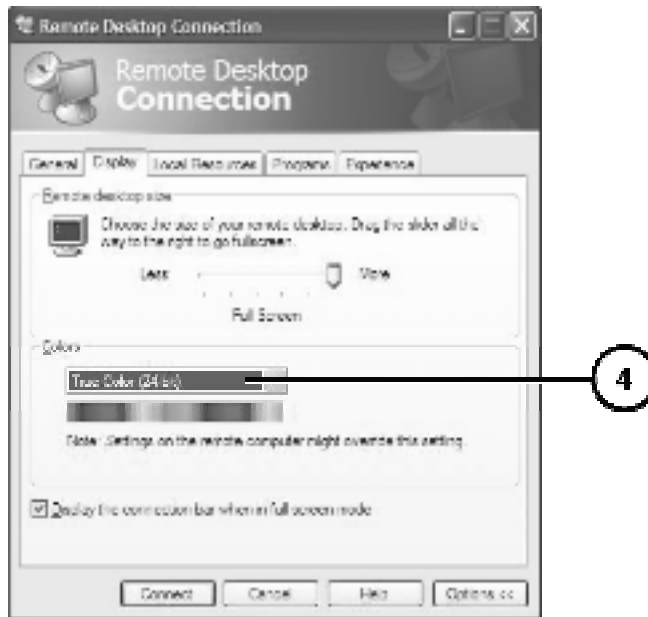 Remote Desktop Connection
Remote Desktop
Connection
General Display Local Resources Programs Experience
Remote desktop size
Choose the size of your remote desktop. Drag the slider all the
way to the right to go fullscreen.
Less More
Full Screen
Colors
True Color (24 bit)
4
Note: Settings on the remote computer might override this setting.
Display the connection bar when in full screen mode
Connect Cancel Help Options <<